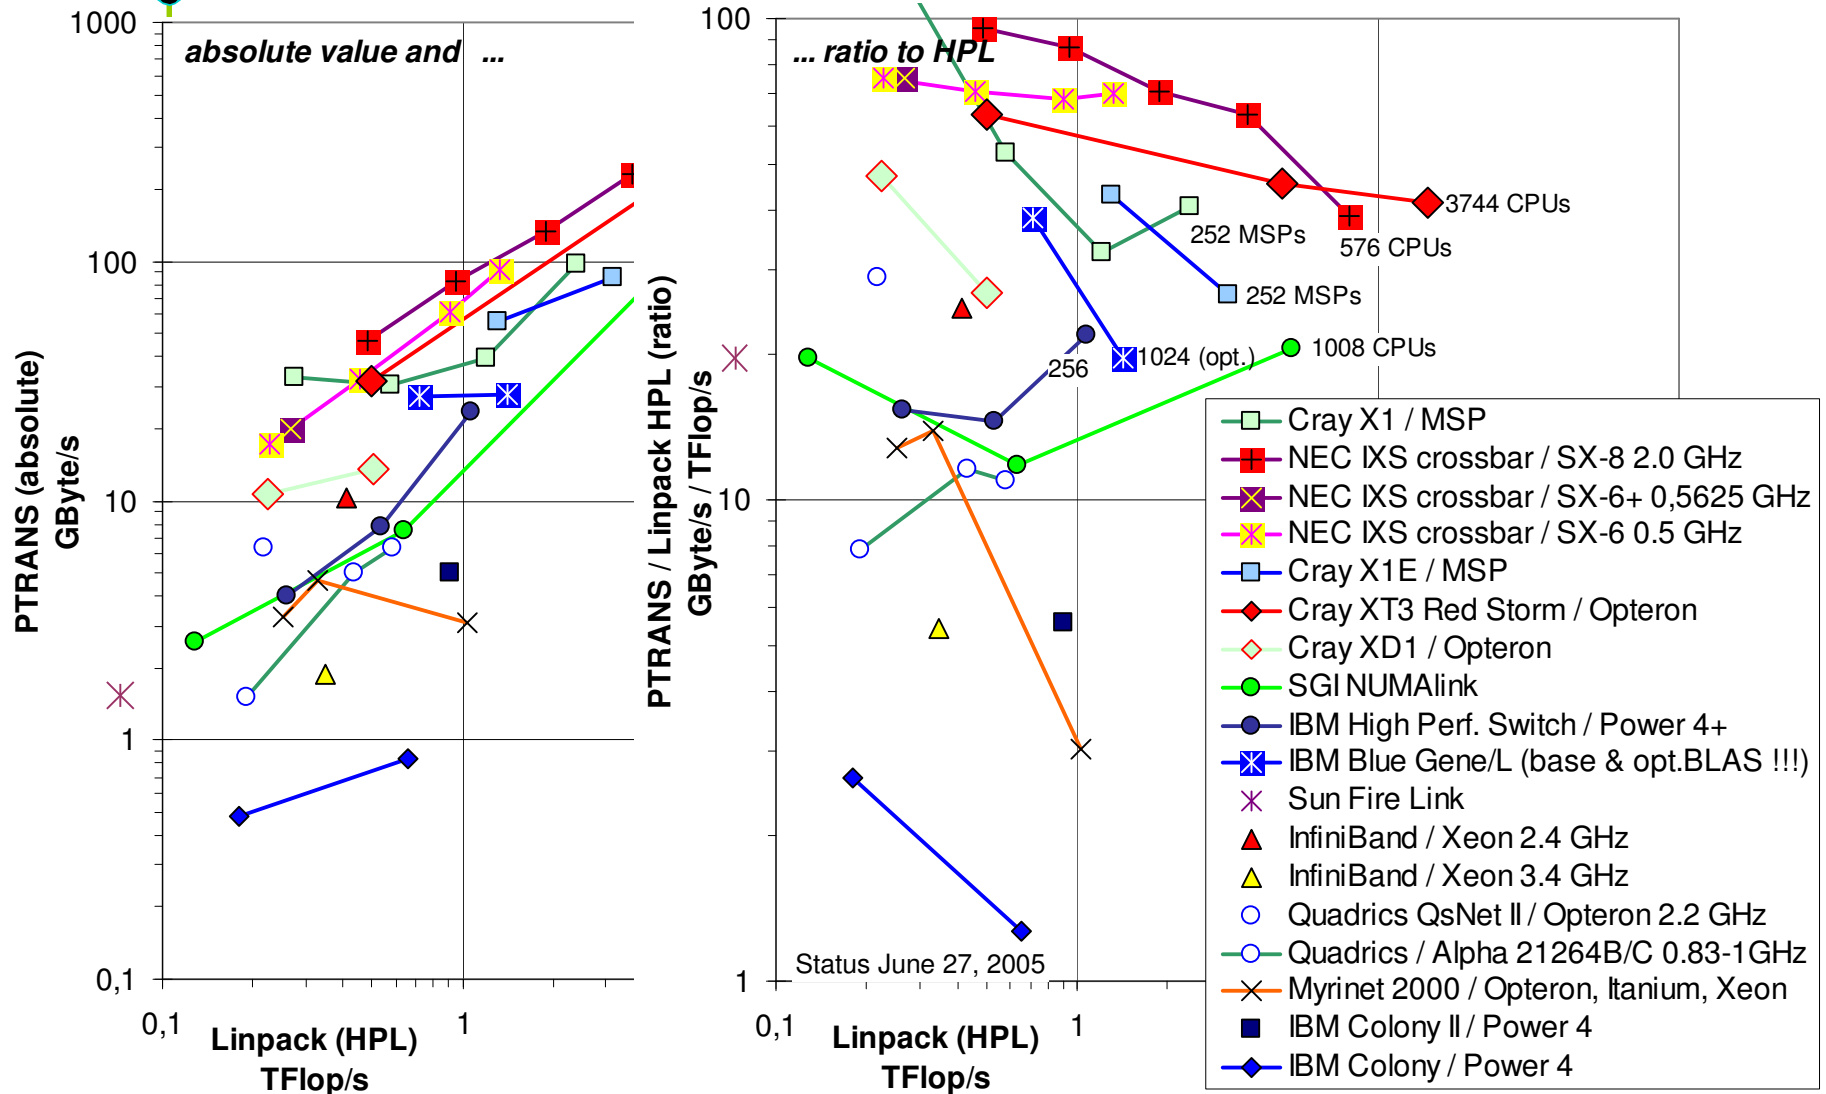 absolute value and ...
1000
100
10
1
0,1
0,1
1
PTRANS (absolute)
GByte/s
Linpack (HPL)
TFlop/s
... ratio to HPL
100
10
1
0,1
1
PTRANS / Linpack HPL (ratio)
GByte/s / TFlop/s
Linpack (HPL)
TFlop/s
3744 CPUs
252 MSPs
576 CPUs
252 MSPs
1008 CPUs
1024 (opt.)
256
Status June 27, 2005
Cray X1 / MSP
NEC IXS crossbar / SX-8 2.0 GHz
NEC IXS crossbar / SX-6+ 0,5625 GHz
NEC IXS crossbar / SX-6 0.5 GHz
Cray X1E / MSP
Cray XT3 Red Storm / Opteron
Cray XD1 / Opteron
SGI NUMAlink
IBM High Perf. Switch / Power 4+
IBM Blue Gene/L (base & opt.BLAS !!!)
Sun Fire Link
InfiniBand / Xeon 2.4 GHz
InfiniBand / Xeon 3.4 GHz
Quadrics QsNet II / Opteron 2.2 GHz
Quadrics / Alpha 21264B/C 0.83-1GHz
Myrinet 2000 / Opteron, Itanium, Xeon
IBM Colony II / Power 4
IBM Colony / Power 4